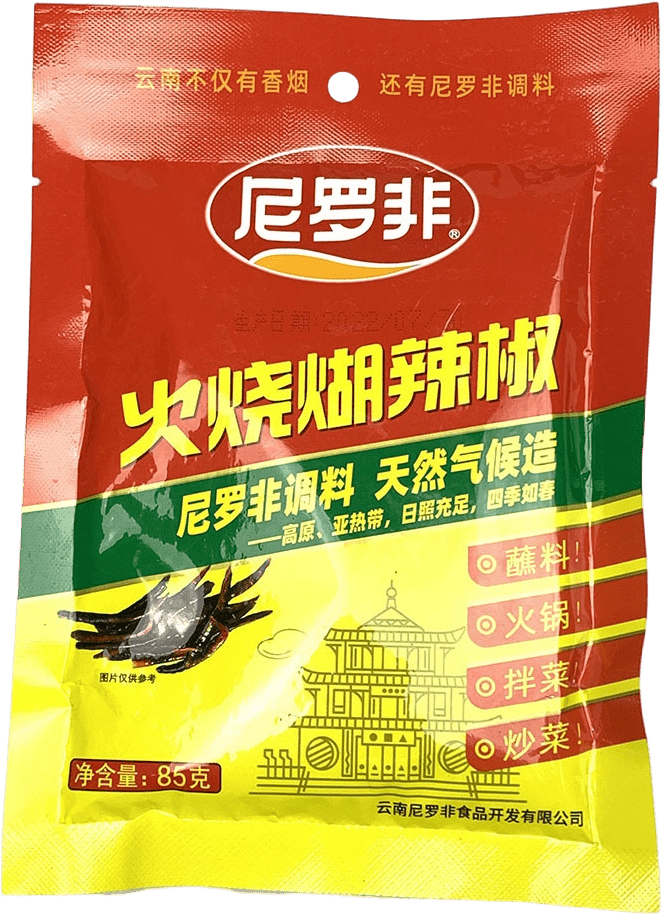 云南不仅有香烟 还有尼罗非调料
尼罗非®
生产日期:2022/07/
火烧煳辣椒
尼罗非调料 天然气候造
——高原、亚热带，日照充足，四季如春
蘸料!
火锅!
拌菜!
炒菜!
图片仅供参考
净含量：85克
云南尼罗非食品开发有限公司